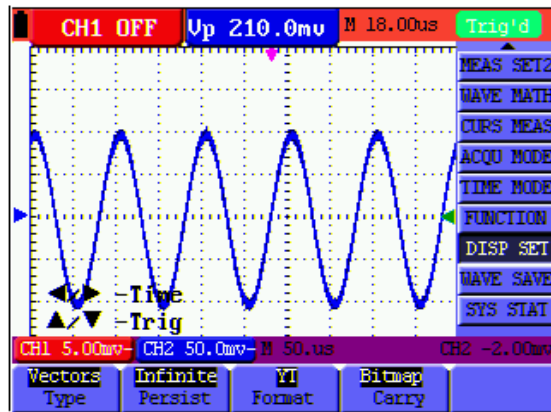 CH1 OFF
Vp 210.0mv
M 18.00us
Trig'd
MEAS SET2
WAVE MATH
CURS MEAS
ACQU MODE
TIME MODE
FUNCTION
DISP SET
WAVE SAVE
SYS STAT
◀/▶ -Time
▲/▼ -Trig
CH1 5.00mv-
CH2 50.0mv-
M 50.us
CH2 -2.00mv
Vectors
Type
Infinite
Persist
YT
Format
Bitmap
Carry